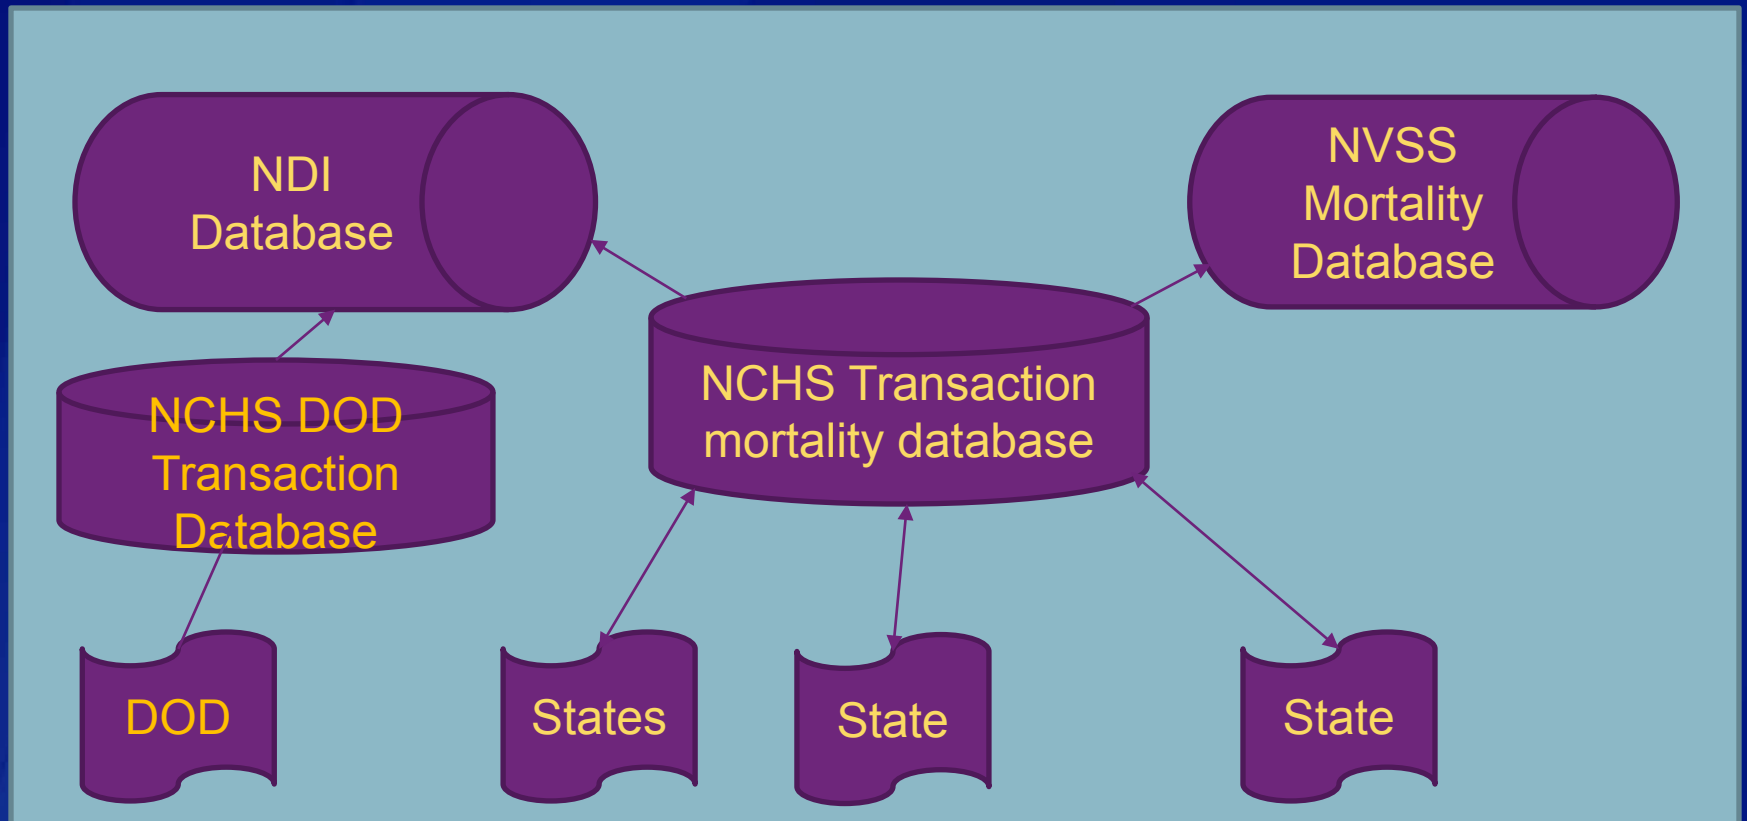 NDI
Database
NVSS
Mortality
Database
NCHS Transaction
mortality database
NCHS DOD
Transaction
Database
DOD
States
State
State